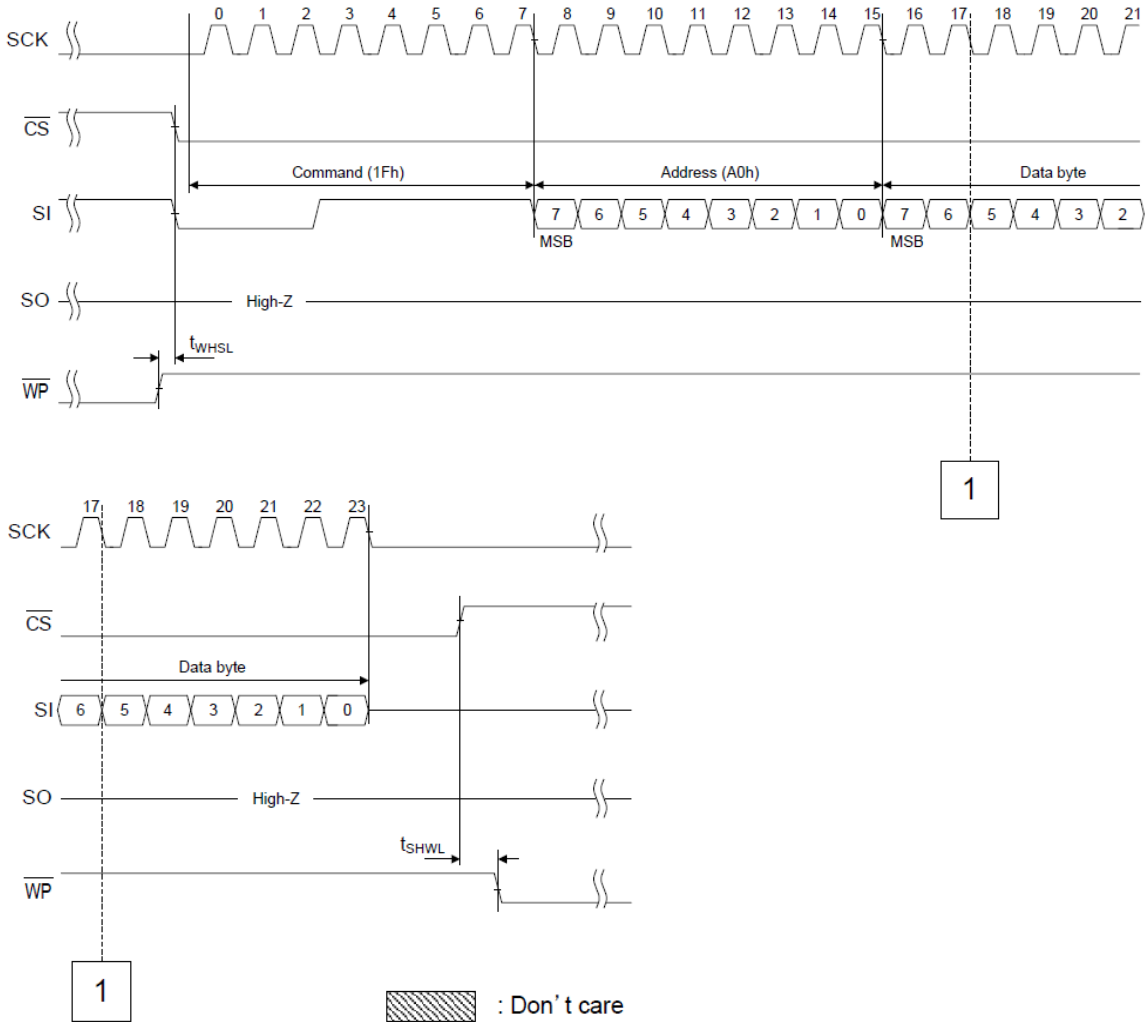 0 1 2 3 4 5 6 7 8 9 10 11 12 13 14 15 16 17 18 19 20 21
SCK
CS
Command (1Fh) Address (A0h) Data byte
SI 7 6 5 4 3 2 1 0 7 6 5 4 3 2
MSB MSB
SO High-Z
tWHSL
WP
1
17 18 19 20 21 22 23
SCK
CS
Data byte
SI 6 5 4 3 2 1 0
SO High-Z
tSHWL
WP
1
: Don't care